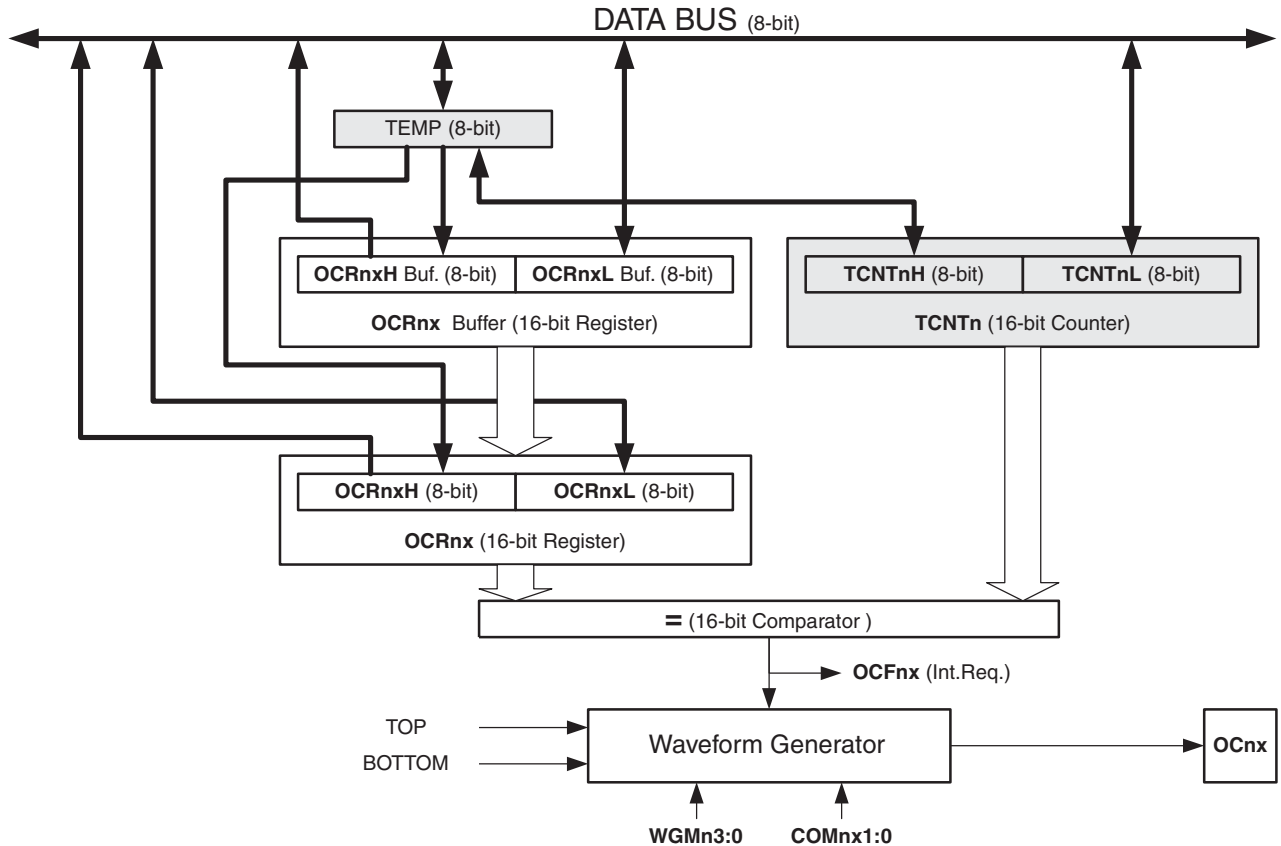 DATA BUS (8-bit)
TEMP (8-bit)
OCRnxH Buf. (8-bit)
OCRnxL Buf. (8-bit)
OCRnx Buffer (16-bit Register)
TCNTnH (8-bit)
TCNTnL (8-bit)
TCNTn (16-bit Counter)
OCRnxH (8-bit)
OCRnxL (8-bit)
OCRnx (16-bit Register)
= (16-bit Comparator )
OCFnx (Int.Req.)
TOP
BOTTOM
Waveform Generator
OCnx
WGMn3:0
COMnx1:0